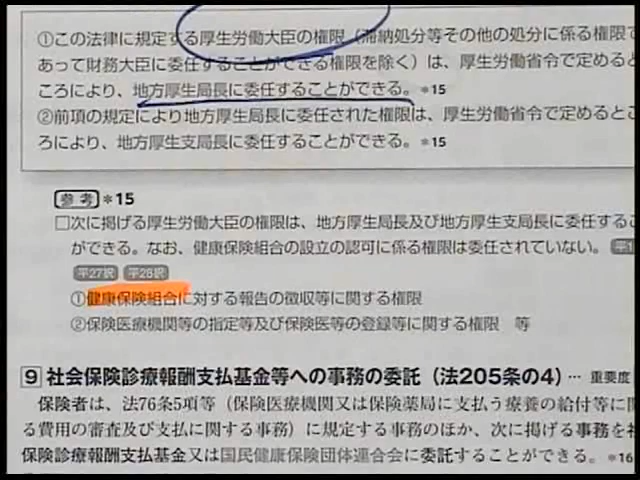 ①この法律に規定する厚生労働大臣の権限（滞納処分等その他の処分に係る権限で
あって財務大臣に委任することができる権限を除く）は、厚生労働省令で定めると
ころにより、地方厚生局長に委任することができる。*15
②前項の規定により地方厚生局長に委任された権限は、厚生労働省令で定めるとこ
ろにより、地方厚生支局長に委任することができる。*15
参考 *15
□次に掲げる厚生労働大臣の権限は、地方厚生局長及び地方厚生支局長に委任するこ
ができる。なお、健康保険組合の設立の認可に係る権限は委任されていない。
平27択 平28択
①健康保険組合に対する報告の徴収等に関する権限
②保険医療機関等の指定等及び保険医等の登録等に関する権限 等
9 社会保険診療報酬支払基金等への事務の委託（法205条の4）… 重要度
保険者は、法76条5項等（保険医療機関又は保険薬局に支払う療養の給付等に関
る費用の審査及び支払に関する事務）に規定する事務のほか、次に掲げる事務を社
保険診療報酬支払基金又は国民健康保険団体連合会に委託することができる。*16